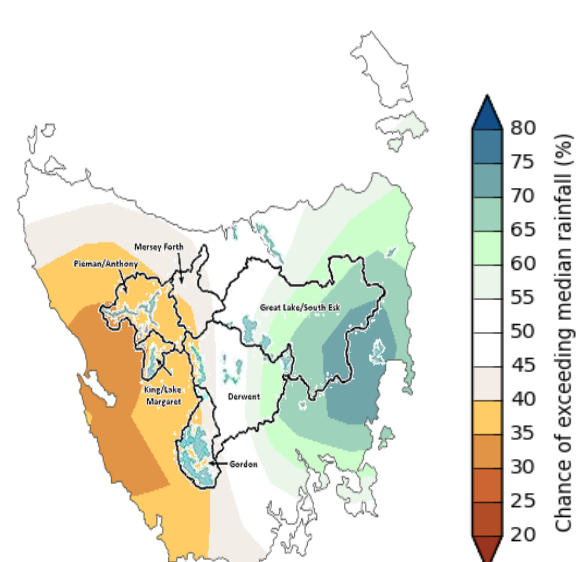 80
75
70
65
60
55
50
45
40
35
30
25
20
Chance of exceeding median rainfall (%)
Mersey Forth
Pieman/Anthony
Great Lake/South Esk
King/Lake
Margaret
Derwent
Gordon